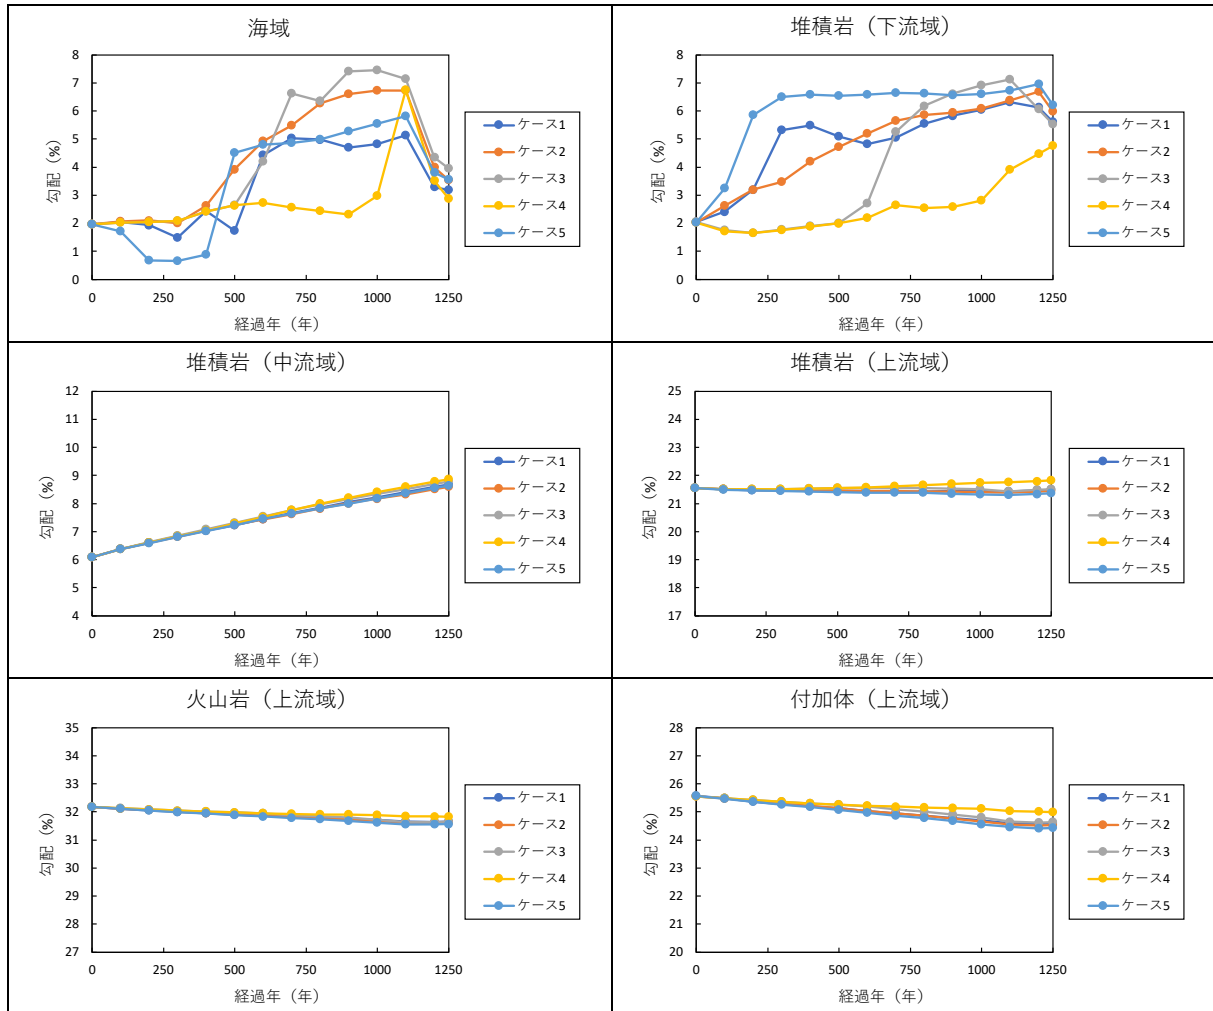 海域
8
7
6
5
4
3
2
1
0
勾配（%）
0 250 500 750 1000 1250
経過年（年）
ケース1
ケース2
ケース3
ケース4
ケース5
堆積岩（下流域）
8
7
6
5
4
3
2
1
0
勾配（%）
0 250 500 750 1000 1250
経過年（年）
ケース1
ケース2
ケース3
ケース4
ケース5
堆積岩（中流域）
12
11
10
9
8
7
6
5
4
勾配（%）
0 250 500 750 1000 1250
経過年（年）
ケース1
ケース2
ケース3
ケース4
ケース5
堆積岩（上流域）
25
24
23
22
21
20
19
18
17
勾配（%）
0 250 500 750 1000 1250
経過年（年）
ケース1
ケース2
ケース3
ケース4
ケース5
火山岩（上流域）
35
34
33
32
31
30
29
28
27
勾配（%）
0 250 500 750 1000 1250
経過年（年）
ケース1
ケース2
ケース3
ケース4
ケース5
付加体（上流域）
28
27
26
25
24
23
22
21
20
勾配（%）
0 250 500 750 1000 1250
経過年（年）
ケース1
ケース2
ケース3
ケース4
ケース5